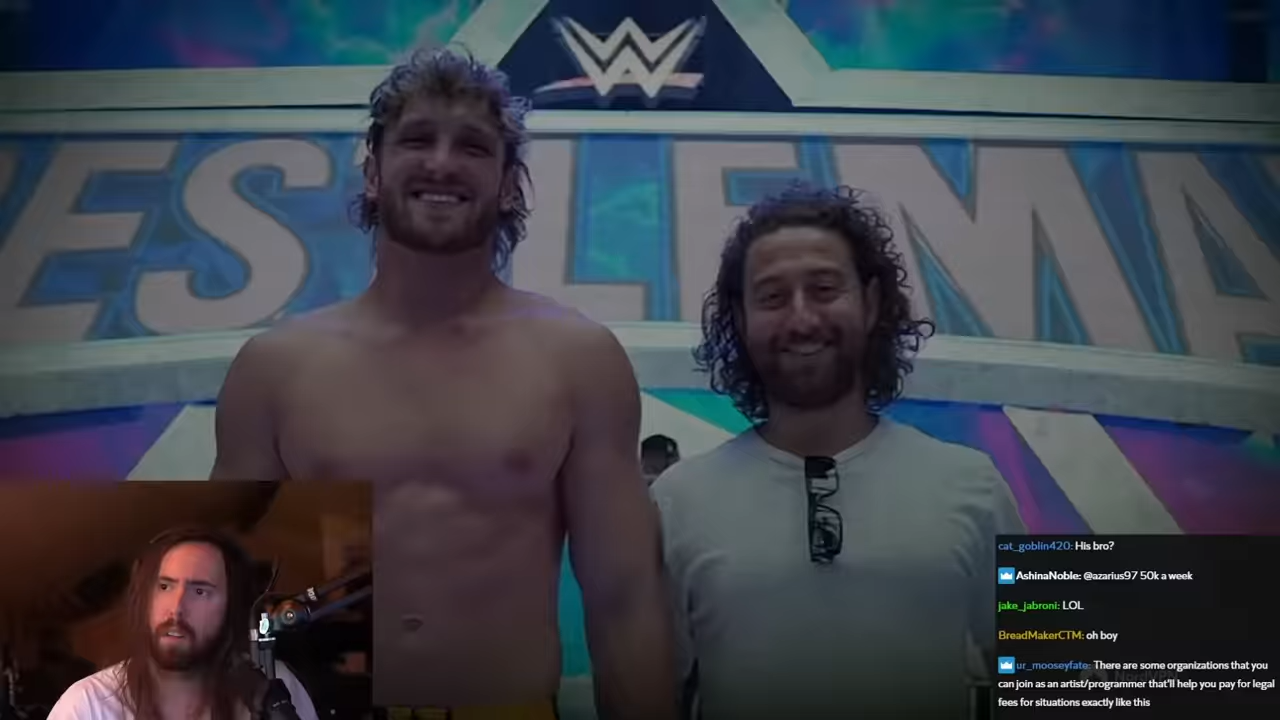 W
ESTLEMA
cat_goblin420: His bro?
AshinaNoble: @azarius97 50k a week
jake_jabroni: LOL
BreadMakerCTM: oh boy
ur_mooseyfate: There are some organizations that you
can join as an artist/programmer that'll help you pay for legal
fees for situations exactly like this
NordVPN